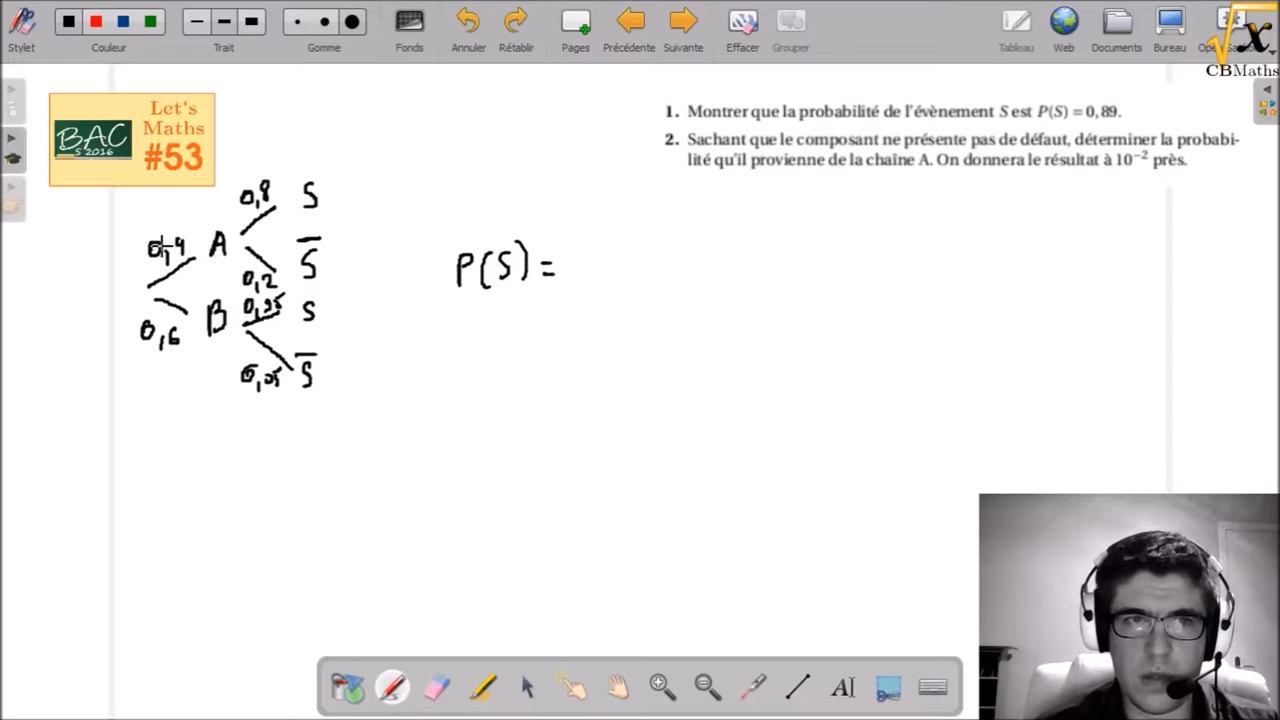 Stylet
Couleur
Trait
Gomme
Fonds
Annuler
Rétablir
Pages
Précédente
Suivante
Effacer
Grouper
Tableau
Web
Documents
Bureau
CBMaths
Let's
Maths
#53
BAC
S 2016
1. Montrer que la probabilité de l'évènement S est P(S) = 0,89.
2. Sachant que le composant ne présente pas de défaut, déterminer la probabi-
lité qu'il provienne de la chaîne A. On donnera le résultat à 10⁻² près.
0,8 S
0,4 A
S̅
0,2
0,6 B 0,95 S
0,05 S̅
P(S) =